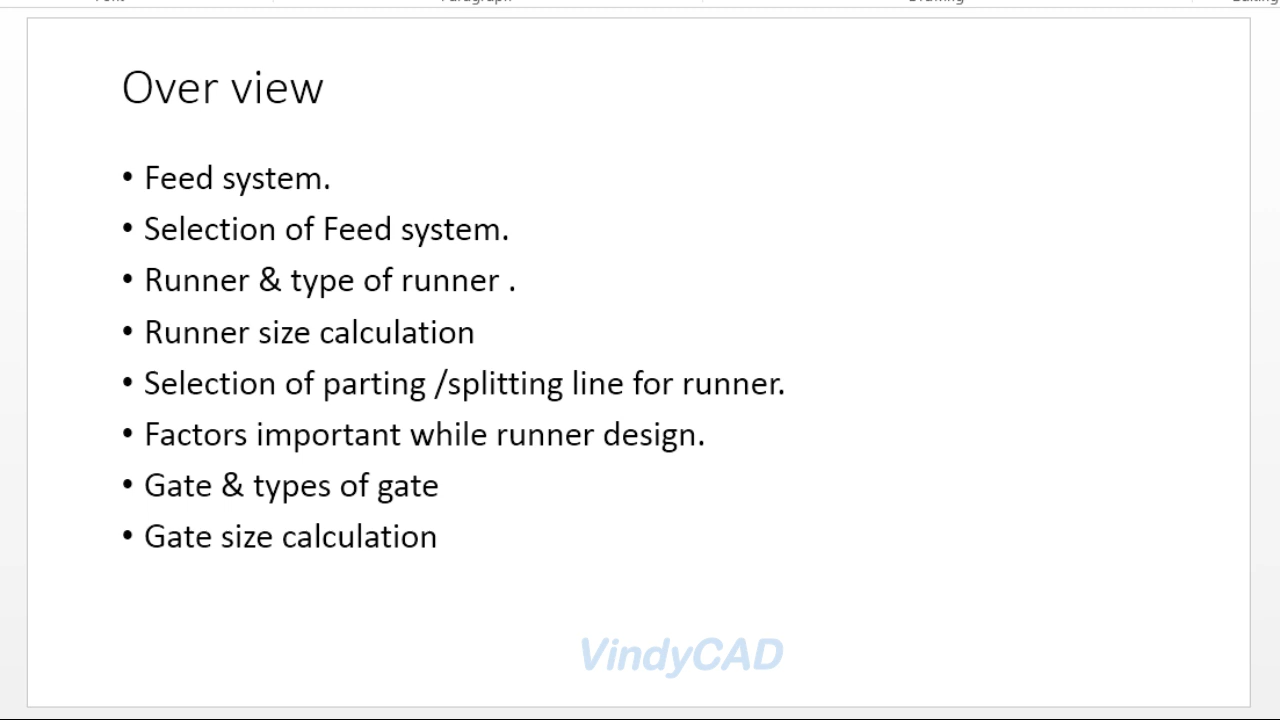 Over view
• Feed system.
• Selection of Feed system.
• Runner & type of runner .
• Runner size calculation
• Selection of parting /splitting line for runner.
• Factors important while runner design.
• Gate & types of gate
• Gate size calculation
VindyCAD